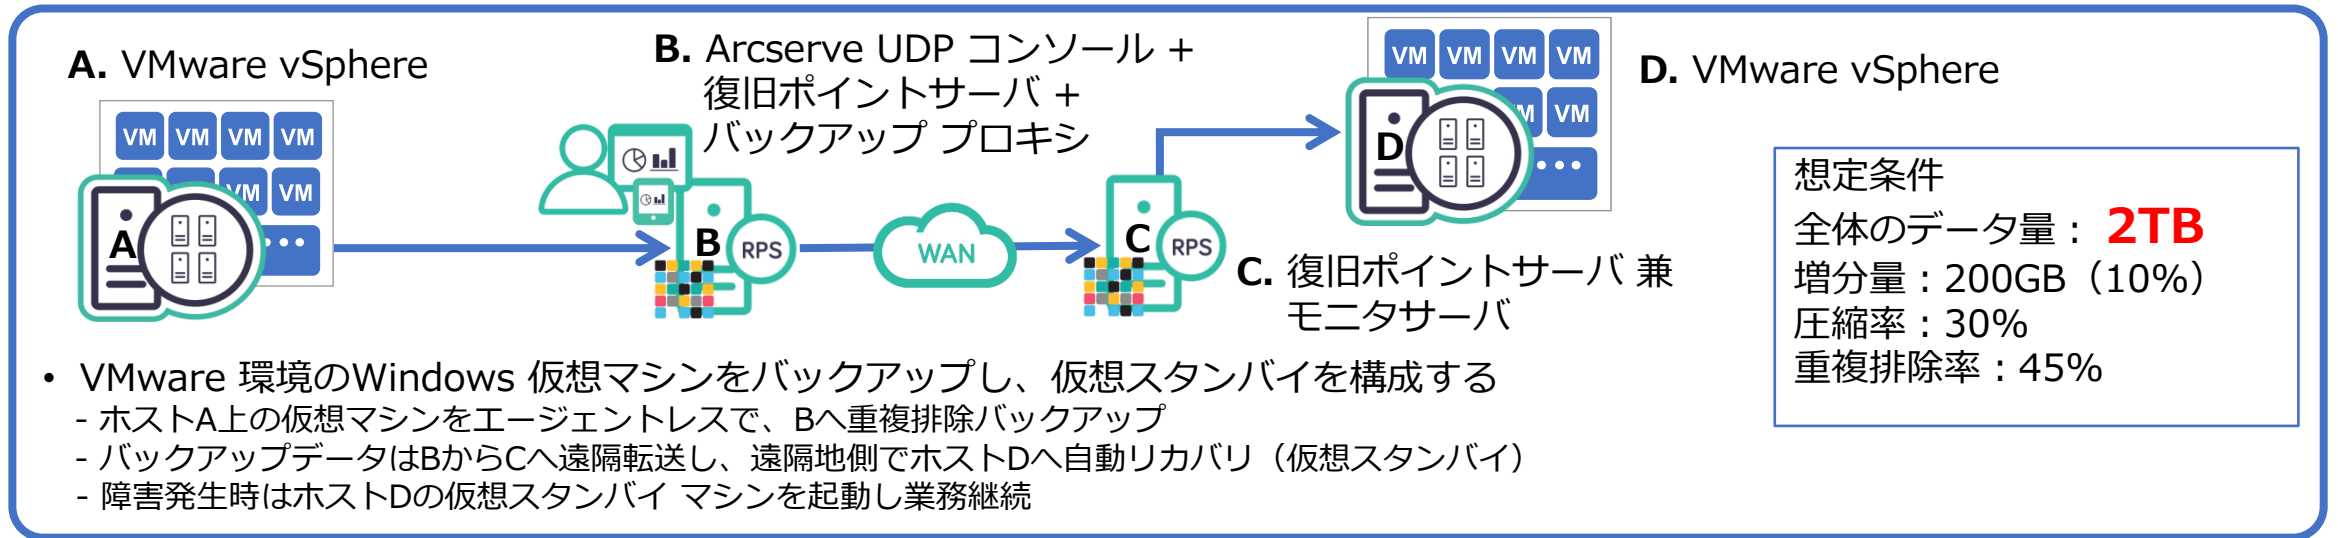 A. VMware vSphere
VM VM VM VM
VM VM
A
B. Arcserve UDP コンソール +
復旧ポイントサーバ +
バックアップ プロキシ
B
RPS
WAN
C
RPS
C. 復旧ポイントサーバ 兼
モニタサーバ
VM VM VM VM
VM
D
D. VMware vSphere
想定条件
全体のデータ量： 2TB
増分量：200GB（10%）
圧縮率：30%
重複排除率：45%
• VMware 環境のWindows 仮想マシンをバックアップし、仮想スタンバイを構成する
- ホストA上の仮想マシンをエージェントレスで、Bへ重複排除バックアップ
- バックアップデータはBからCへ遠隔転送し、遠隔地側でホストDへ自動リカバリ（仮想スタンバイ）
- 障害発生時はホストDの仮想スタンバイ マシンを起動し業務継続